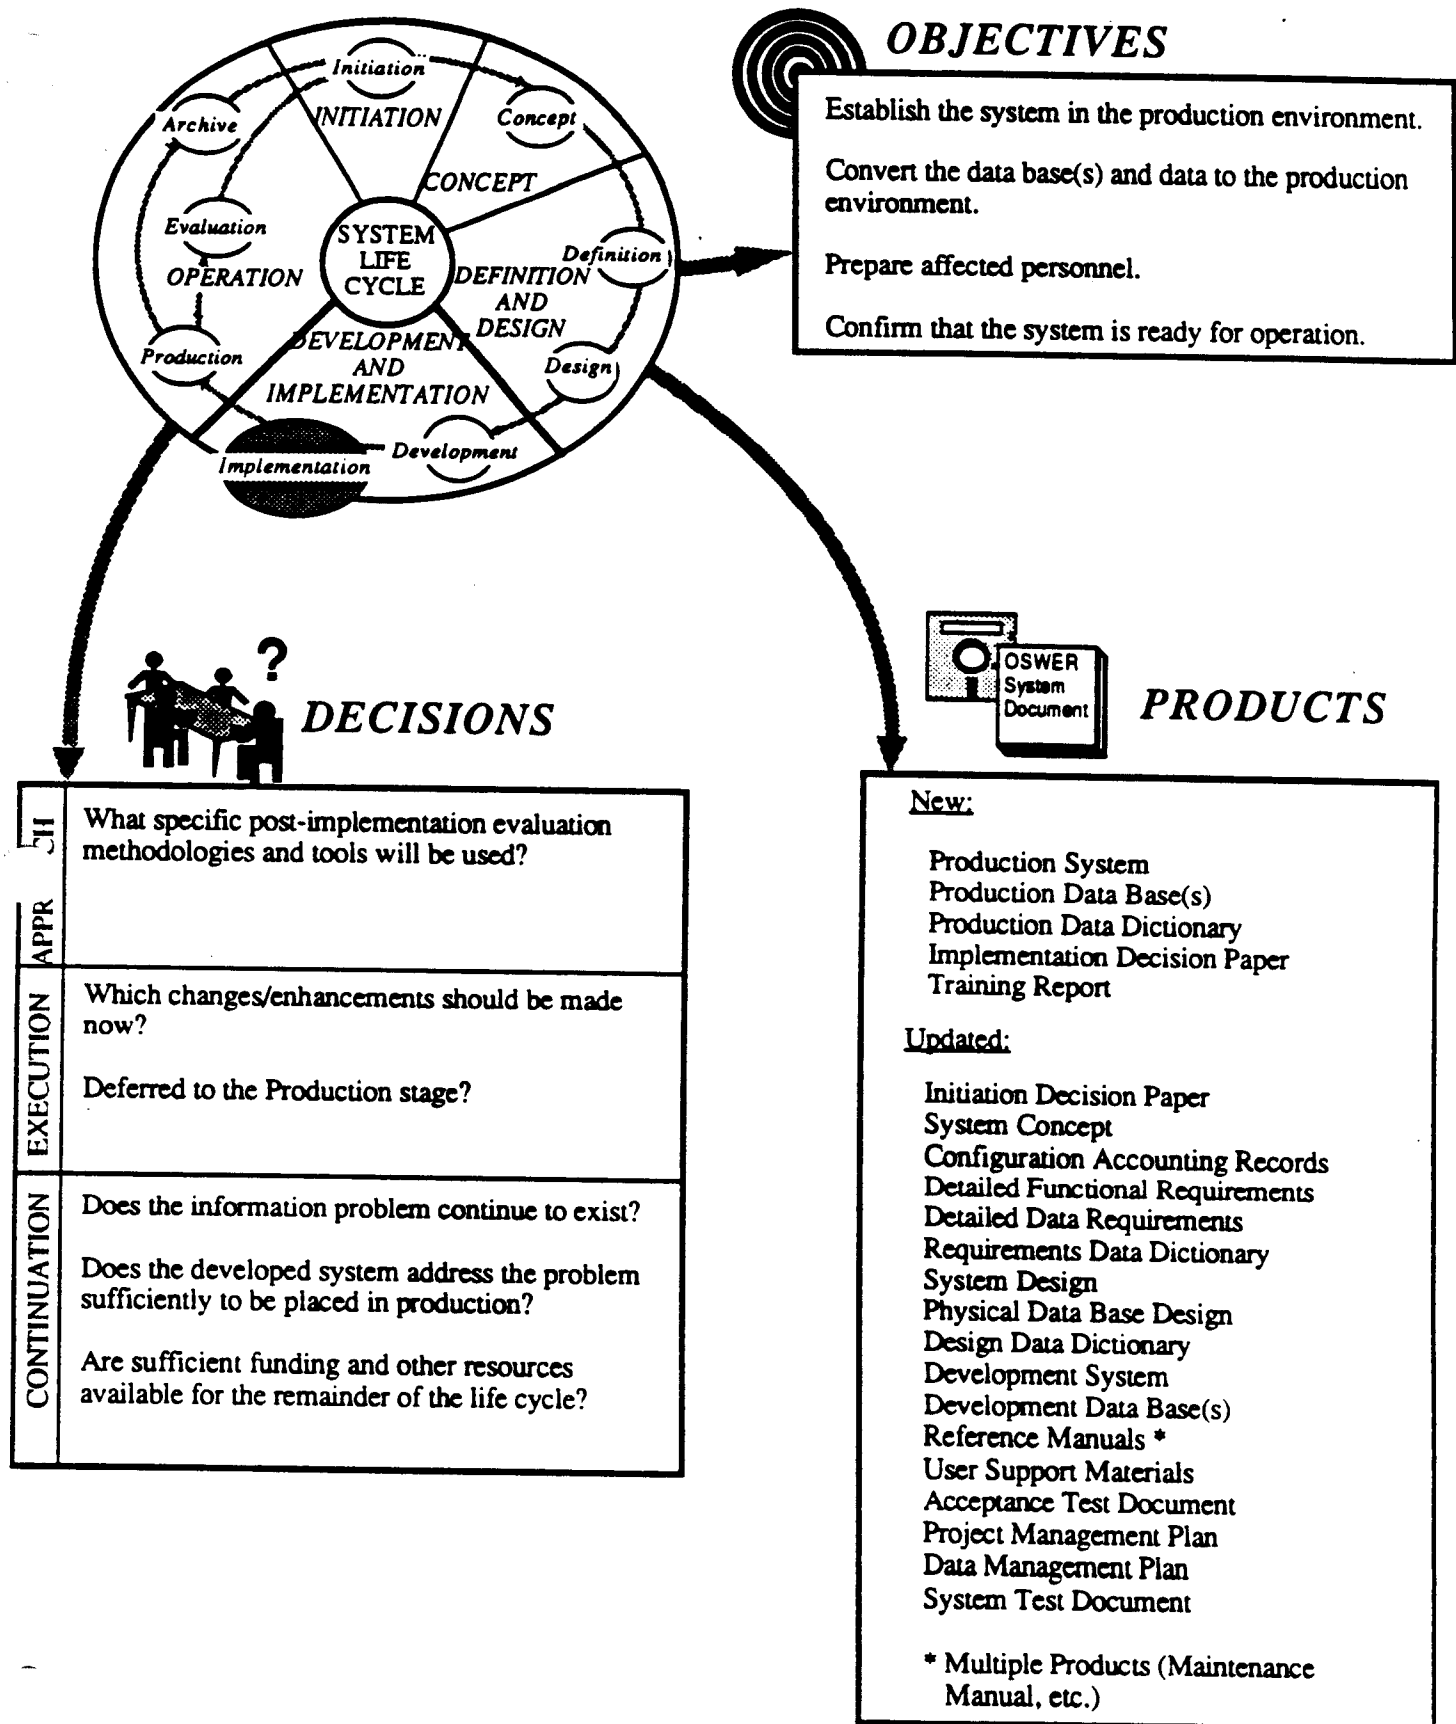 Initiation
INITIATION
Archive
Concept
CONCEPT
Evaluation
OPERATION
SYSTEM
LIFE
CYCLE
Definition
DEFINITION
AND
DESIGN
Production
DEVELOPMENT
AND
IMPLEMENTATION
Design
Development
Implementation
OBJECTIVES
Establish the system in the production environment.
Convert the data base(s) and data to the production
environment.
Prepare affected personnel.
Confirm that the system is ready for operation.
?
DECISIONS
APPR CH
What specific post-implementation evaluation
methodologies and tools will be used?
EXECUTION
Which changes/enhancements should be made
now?
Deferred to the Production stage?
CONTINUATION
Does the information problem continue to exist?
Does the developed system address the problem
sufficiently to be placed in production?
Are sufficient funding and other resources
available for the remainder of the life cycle?
OSWER
System
Document
PRODUCTS
New:
Production System
Production Data Base(s)
Production Data Dictionary
Implementation Decision Paper
Training Report
Updated:
Initiation Decision Paper
System Concept
Configuration Accounting Records
Detailed Functional Requirements
Detailed Data Requirements
Requirements Data Dictionary
System Design
Physical Data Base Design
Design Data Dictionary
Development System
Development Data Base(s)
Reference Manuals *
User Support Materials
Acceptance Test Document
Project Management Plan
Data Management Plan
System Test Document
* Multiple Products (Maintenance
Manual, etc.)